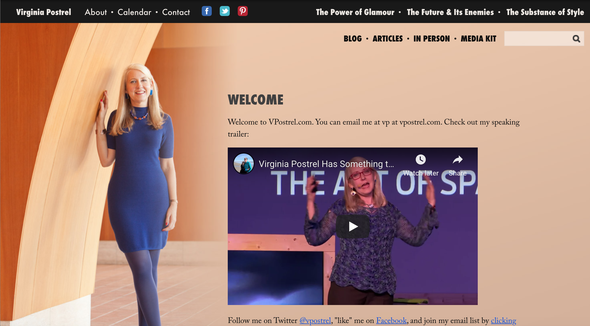 Virginia Postrel About • Calendar • Contact The Power of Glamour • The Future & Its Enemies • The Substance of Style
BLOG • ARTICLES • IN PERSON • MEDIA KIT
WELCOME
Welcome to VPostrel.com. You can email me at vp at vpostrel.com. Check out my speaking
trailer:
Virginia Postrel Has Something t...
Watch later Share
THE ART OF SPA
Follow me on Twitter @vpostrel, "like" me on Facebook, and join my email list by clicking